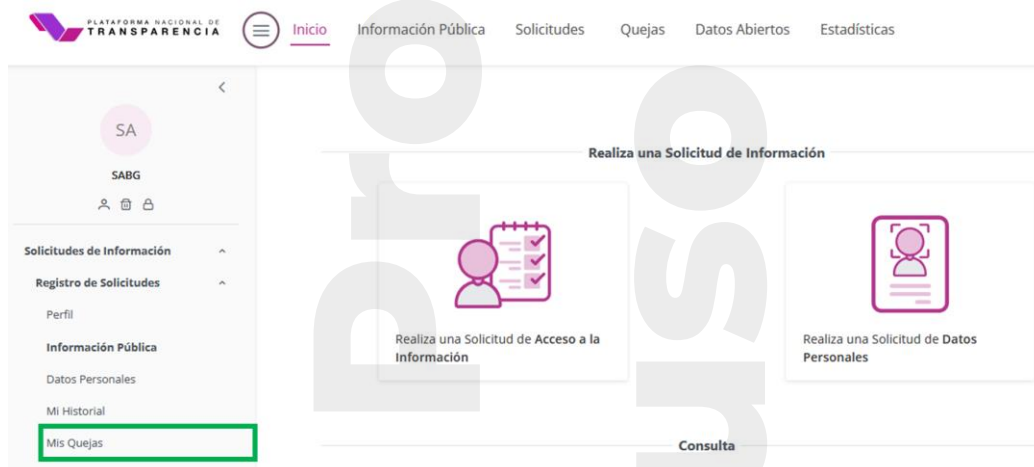 PLATAFORMA NACIONAL DE
TRANSPARENCIA
Inicio
Información Pública
Solicitudes
Quejas
Datos Abiertos
Estadísticas
SA
SABG
Solicitudes de Información
Registro de Solicitudes
Perfil
Información Pública
Datos Personales
Mi Historial
Mis Quejas
Realiza una Solicitud de Información
Realiza una Solicitud de Acceso a la
Información
Realiza una Solicitud de Datos
Personales
Consulta
Pro
uso